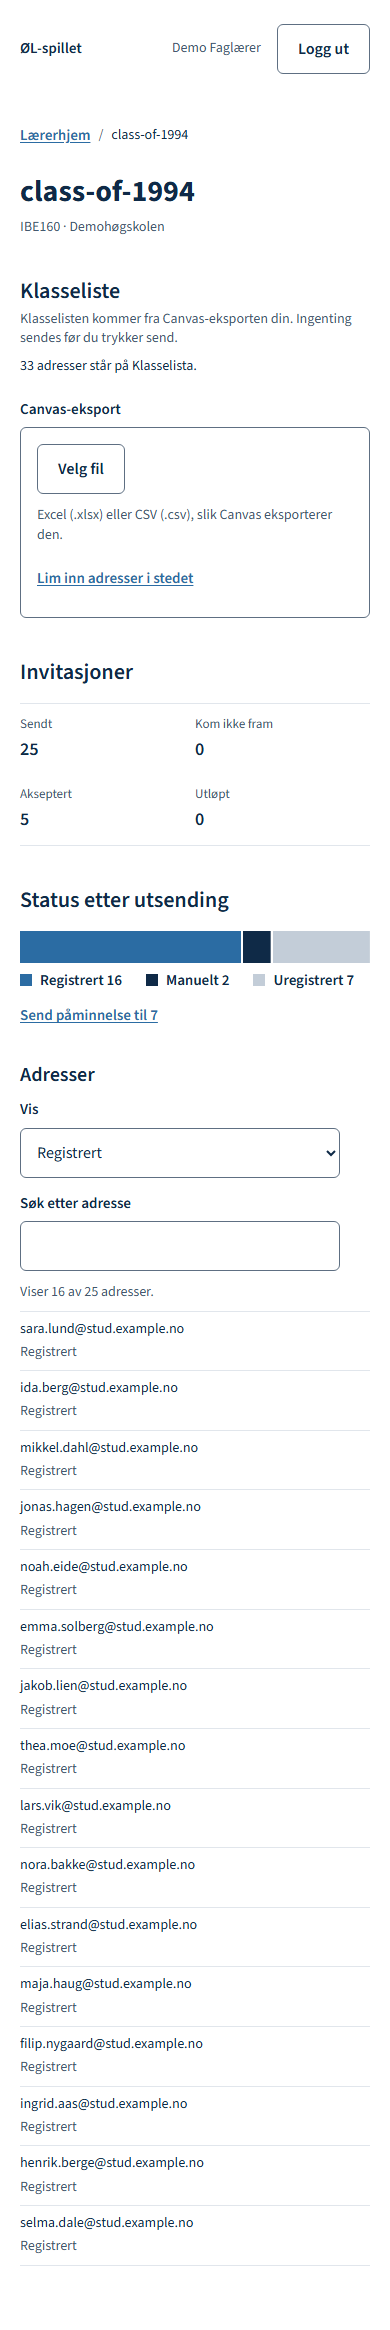 ØL-spillet
Demo Faglærer
Logg ut
Lærerhjem / class-of-1994
class-of-1994
IBE160 · Demohøgskolen
Klasseliste
Klasselisten kommer fra Canvas-eksporten din. Ingenting
sendes før du trykker send.
33 adresser står på Klasselista.
Canvas-eksport
Velg fil
Excel (.xlsx) eller CSV (.csv), slik Canvas eksporterer
den.
Lim inn adresser i stedet
Invitasjoner
Sendt
25
Kom ikke fram
0
Akseptert
5
Utløpt
0
Status etter utsending
Registrert 16
Manuelt 2
Uregistrert 7
Send påminnelse til 7
Adresser
Vis
Registrert
Søk etter adresse
Viser 16 av 25 adresser.
sara.lund@stud.example.no
Registrert
ida.berg@stud.example.no
Registrert
mikkel.dahl@stud.example.no
Registrert
jonas.hagen@stud.example.no
Registrert
noah.eide@stud.example.no
Registrert
emma.solberg@stud.example.no
Registrert
jakob.lien@stud.example.no
Registrert
thea.moe@stud.example.no
Registrert
lars.vik@stud.example.no
Registrert
nora.bakke@stud.example.no
Registrert
elias.strand@stud.example.no
Registrert
maja.haug@stud.example.no
Registrert
filip.nygaard@stud.example.no
Registrert
ingrid.aas@stud.example.no
Registrert
henrik.berge@stud.example.no
Registrert
selma.dale@stud.example.no
Registrert